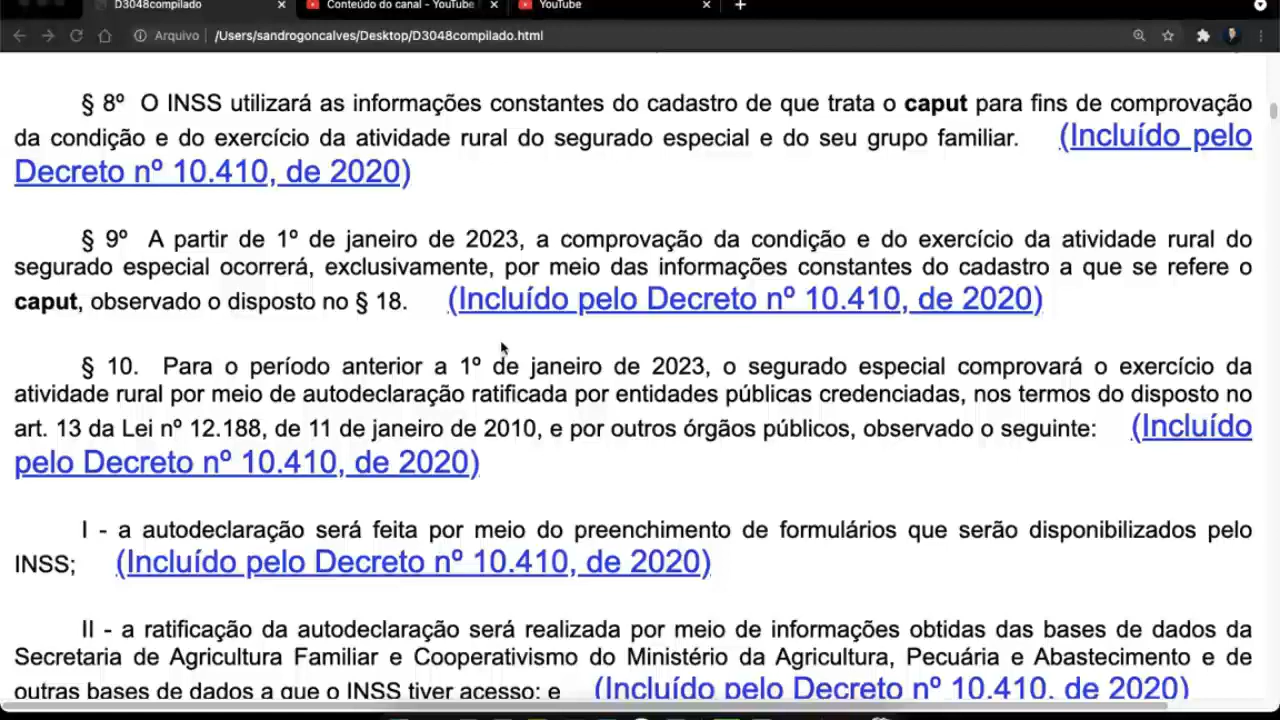 D3048compilado
Conteúdo do canal - YouTube
YouTube
Arquivo
/Users/sandrogoncalves/Desktop/D3048compilado.html
§ 8º O INSS utilizará as informações constantes do cadastro de que trata o caput para fins de comprovação
da condição e do exercício da atividade rural do segurado especial e do seu grupo familiar. (Incluído pelo
Decreto nº 10.410, de 2020)
§ 9º A partir de 1º de janeiro de 2023, a comprovação da condição e do exercício da atividade rural do
segurado especial ocorrerá, exclusivamente, por meio das informações constantes do cadastro a que se refere o
caput, observado o disposto no § 18. (Incluído pelo Decreto nº 10.410, de 2020)
§ 10. Para o período anterior a 1º de janeiro de 2023, o segurado especial comprovará o exercício da
atividade rural por meio de autodeclaração ratificada por entidades públicas credenciadas, nos termos do disposto no
art. 13 da Lei nº 12.188, de 11 de janeiro de 2010, e por outros órgãos públicos, observado o seguinte: (Incluído
pelo Decreto nº 10.410, de 2020)
I - a autodeclaração será feita por meio do preenchimento de formulários que serão disponibilizados pelo
INSS; (Incluído pelo Decreto nº 10.410, de 2020)
II - a ratificação da autodeclaração será realizada por meio de informações obtidas das bases de dados da
Secretaria de Agricultura Familiar e Cooperativismo do Ministério da Agricultura, Pecuária e Abastecimento e de
outras bases de dados a que o INSS tiver acesso; e (Incluído pelo Decreto nº 10.410, de 2020)